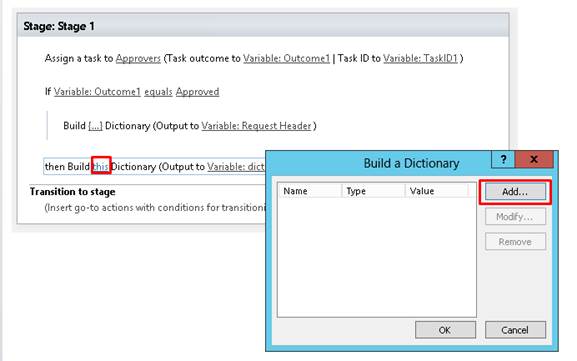 Stage: Stage 1
Assign a task to Approvers (Task outcome to Variable: Outcome1 | Task ID to Variable: TaskID1 )
If Variable: Outcome1 equals Approved
Build {...} Dictionary (Output to Variable: Request Header )
then Build this Dictionary (Output to Variable: dict
Transition to stage
(Insert go-to actions with conditions for transitioni
Build a Dictionary
? x
Name Type Value
Add...
Modify...
Remove
OK Cancel